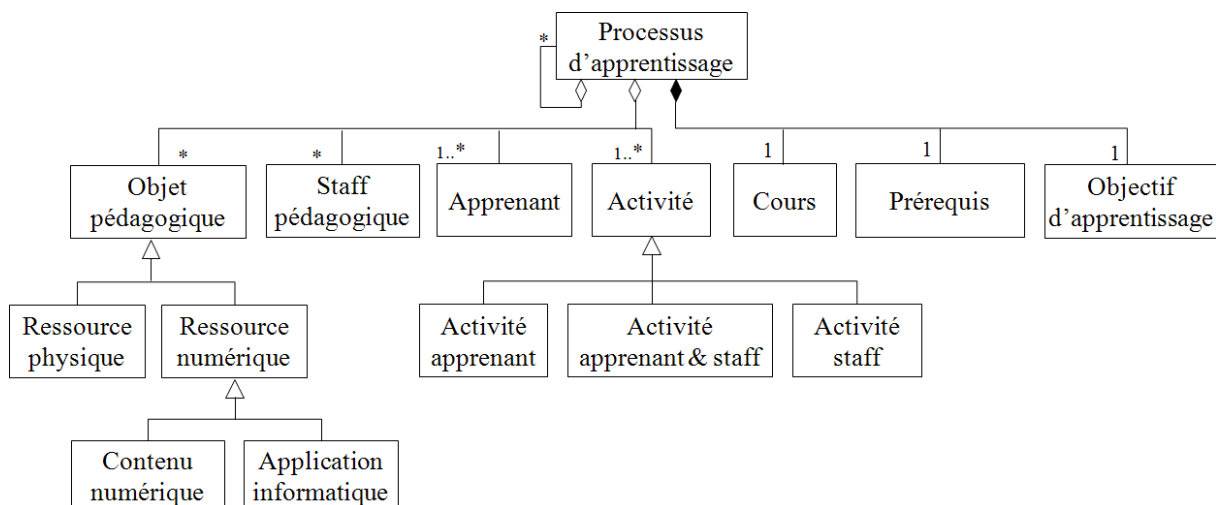 Processus
d’apprentissage
*
*
*
1..*
1..*
1
1
1
Objet
pédagogique
Staff
pédagogique
Apprenant
Activité
Cours
Prérequis
Objectif
d’apprentissage
Ressource
physique
Ressource
numérique
Activité
apprenant
Activité
apprenant & staff
Activité
staff
Contenu
numérique
Application
informatique